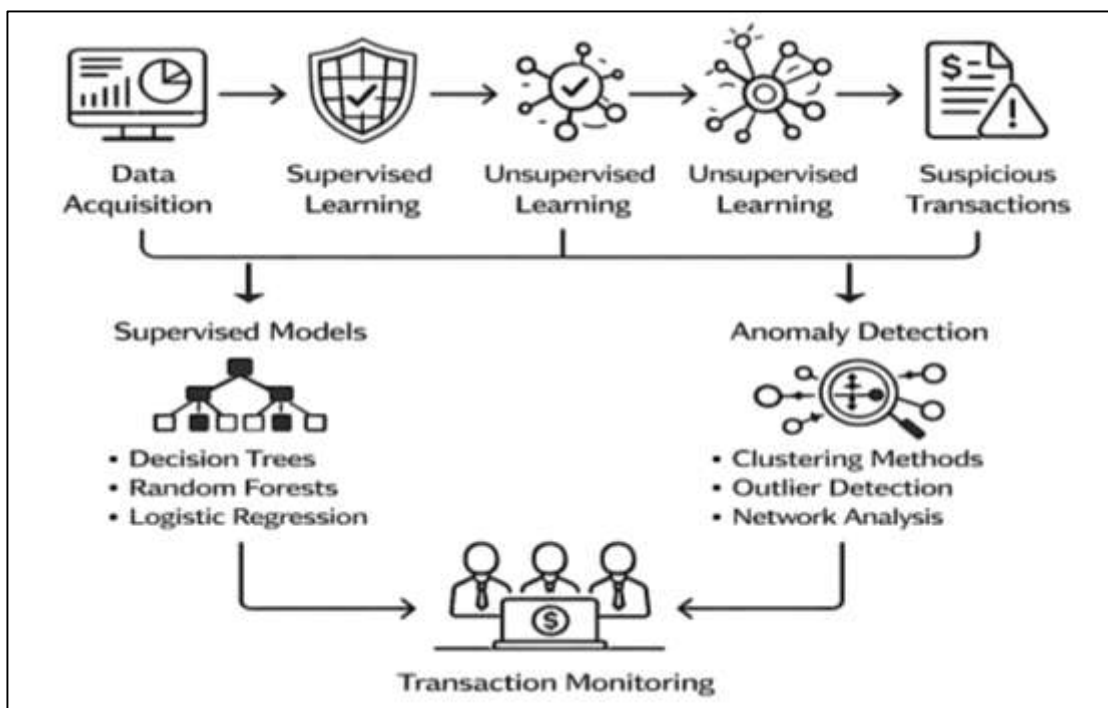 $
Data
Acquisition
Supervised
Learning
Unsupervised
Learning
Unsupervised
Learning
Suspicious
Transactions
Supervised Models
• Decision Trees
• Random Forests
• Logistic Regression
Anomaly Detection
• Clustering Methods
• Outlier Detection
• Network Analysis
$
Transaction Monitoring